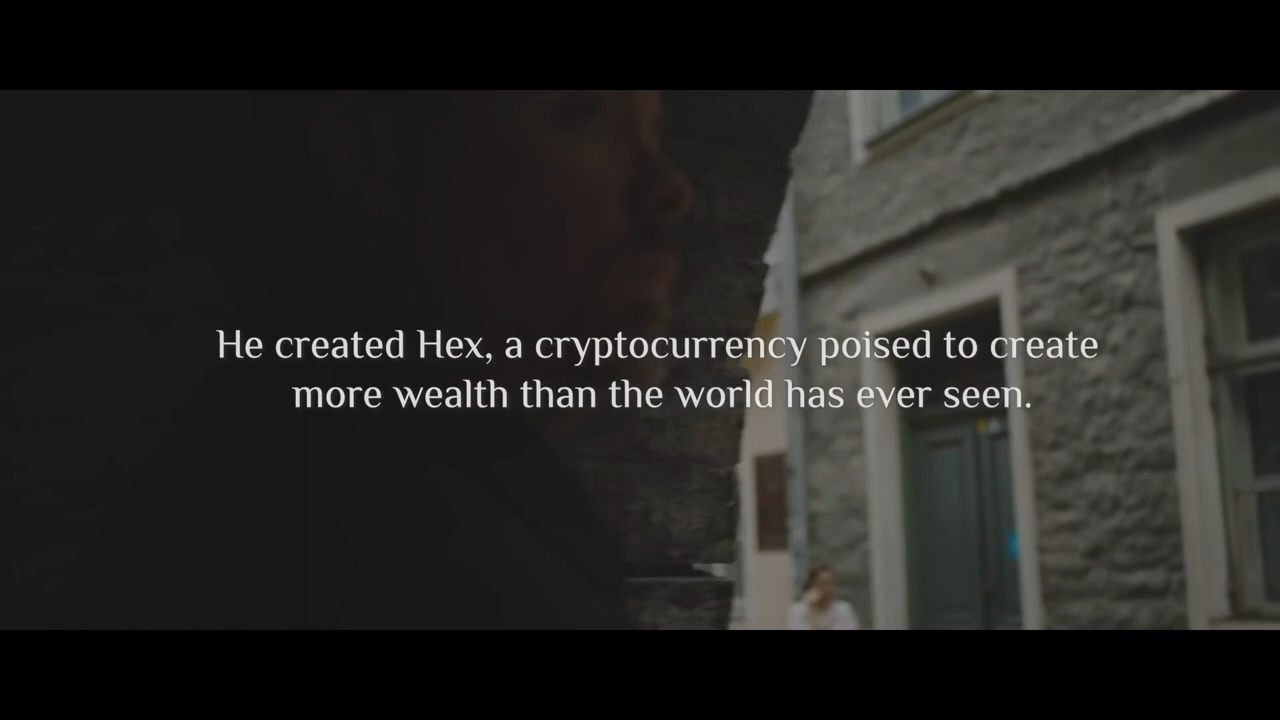 He created Hex, a cryptocurrency poised to create
more wealth than the world has ever seen.